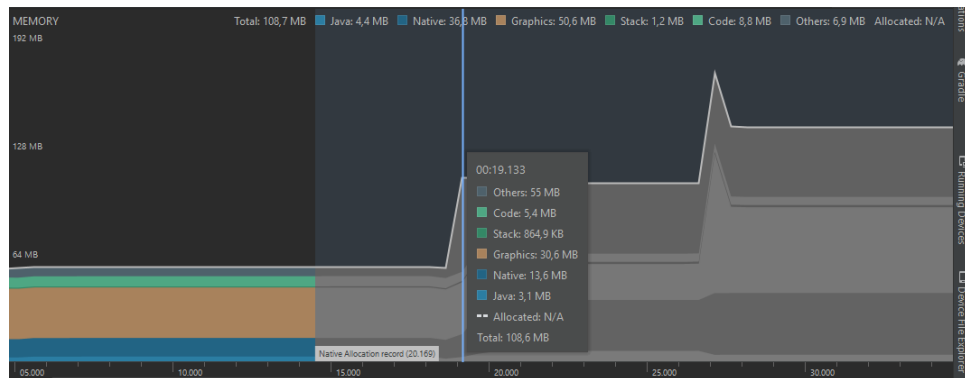 MEMORY Total: 108,7 MB Java: 4,4 MB Native: 36,8 MB Graphics: 50,6 MB Stack: 1,2 MB Code: 8,8 MB Others: 6,9 MB Allocated: N/A
192 MB
128 MB
64 MB
00:19.133
Others: 55 MB
Code: 5,4 MB
Stack: 864,9 KB
Graphics: 30,6 MB
Native: 13,6 MB
Java: 3,1 MB
Allocated: N/A
Total: 108,6 MB
Native Allocation record (20.169)
05.000 10.000 15.000 20.000 25.000 30.000
ations
Gradle
Running Devices
Device File Explorer